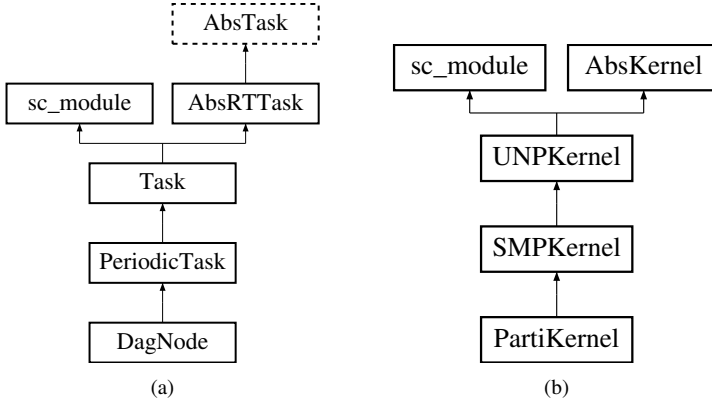 AbsTask
sc_module
AbsRTTask
Task
PeriodicTask
DagNode
(a)
sc_module
AbsKernel
UNPKernel
SMPKernel
PartiKernel
(b)